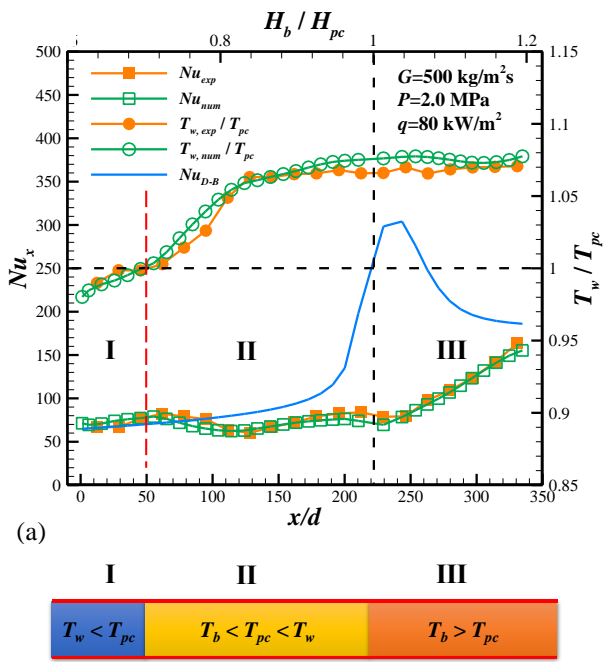 H_b / H_pc
0.8 1 1.2
500 450 400 350 300 250 200 150 100 50 0
Nu_x
Nu_exp
Nu_num
T_w,exp / T_pc
T_w,num / T_pc
Nu_D-B
G=500 kg/m²s
P=2.0 MPa
q=80 kW/m²
1.15 1.1 1.05 1 0.95 0.9 0.85
T_w / T_pc
I II III
0 50 100 150 200 250 300 350
x/d
(a)
I II III
T_w < T_pc T_b < T_pc < T_w T_b > T_pc